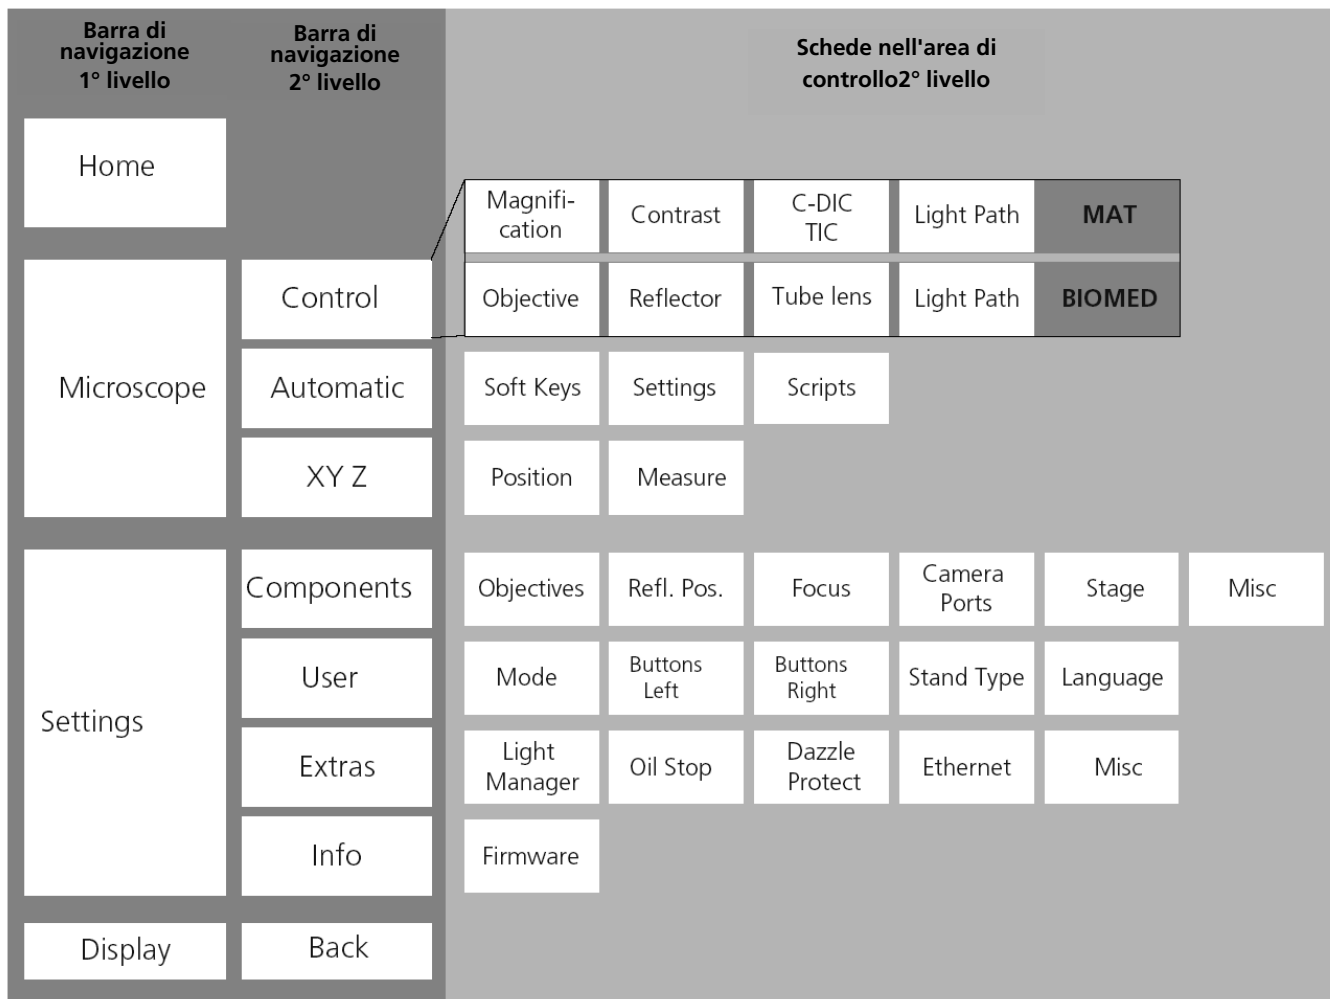 Barra di
navigazione
1° livello
Barra di
navigazione
2° livello
Schede nell'area di
controllo2° livello
Home
Magnifi-
cation
Contrast
C-DIC
TIC
Light Path
MAT
Control
Objective
Reflector
Tube lens
Light Path
BIOMED
Microscope
Automatic
Soft Keys
Settings
Scripts
XY Z
Position
Measure
Settings
Components
Objectives
Refl. Pos.
Focus
Camera
Ports
Stage
Misc
User
Mode
Buttons
Left
Buttons
Right
Stand Type
Language
Extras
Light
Manager
Oil Stop
Dazzle
Protect
Ethernet
Misc
Info
Firmware
Display
Back